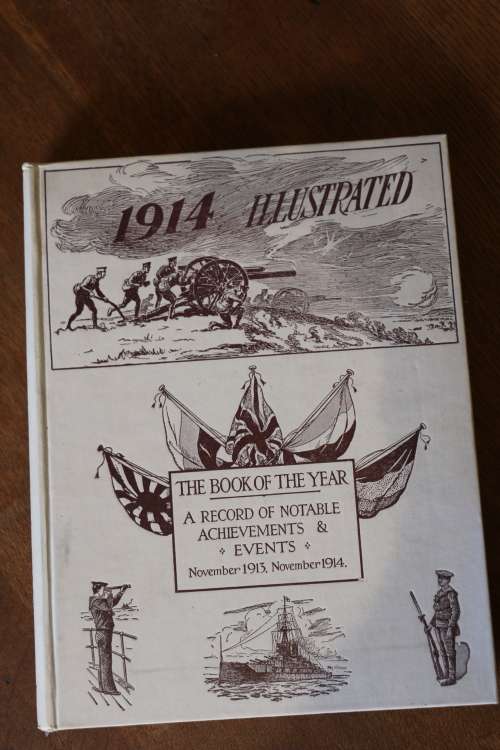 1914 ILLUSTRATED
THE BOOK OF THE YEAR
A RECORD OF NOTABLE
ACHIEVEMENTS &
EVENTS
November 1913, November 1914.